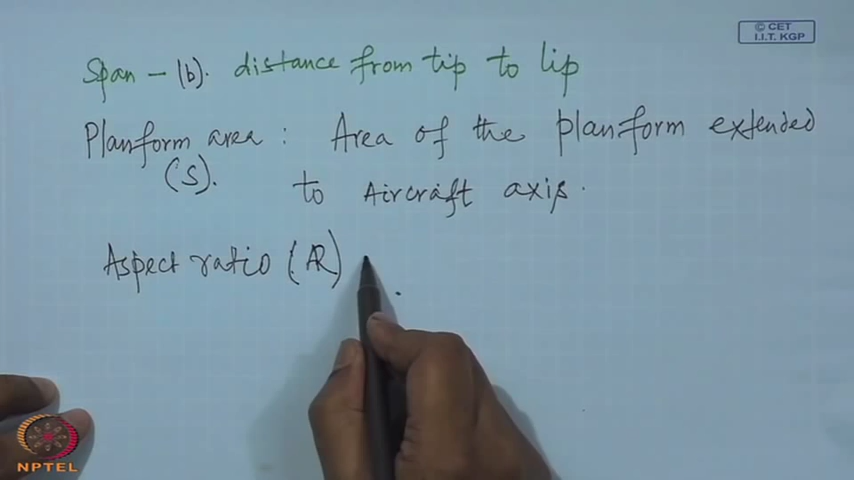 © CET
I.I.T. KGP
Span - (b). distance from tip to lip
Planform area : Area of the planform extended
(S). to Aircraft axis.
Aspect ratio (AR)
NPTEL